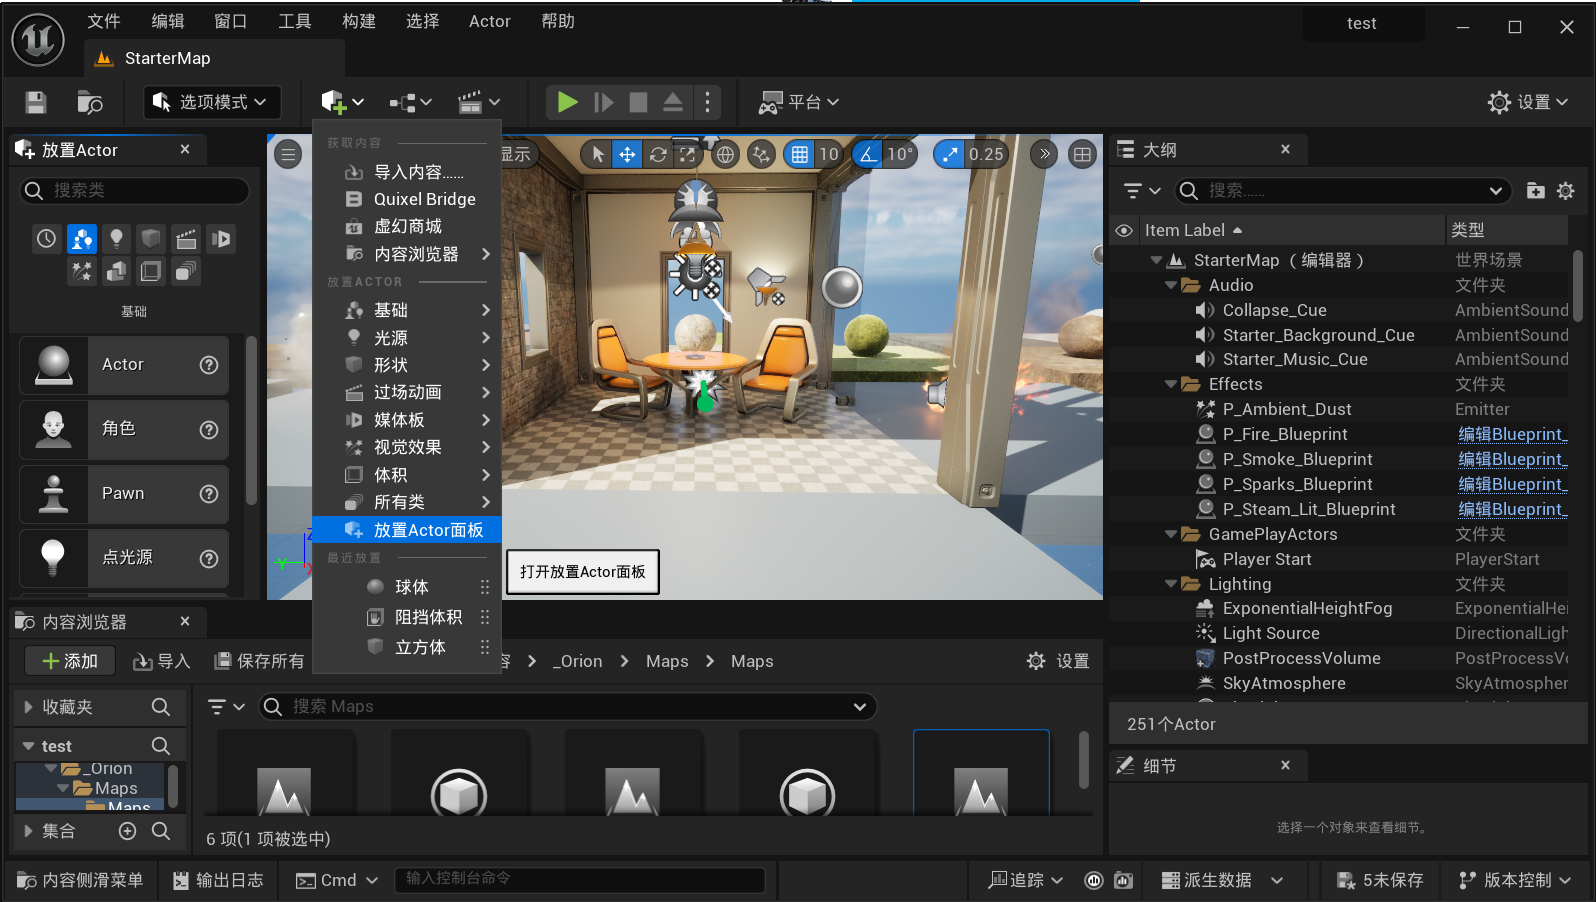 文件 编辑 窗口 工具 构建 选择 Actor 帮助
test
StarterMap
选项模式
平台
设置
放置Actor
搜索类
基础
Actor
角色
Pawn
点光源
获取内容
导入内容......
Quixel Bridge
虚幻商城
内容浏览器
放置ACTOR
基础
光源
形状
过场动画
媒体板
视觉效果
体积
所有类
放置Actor面板
最近放置
球体
阻挡体积
立方体
打开放置Actor面板
显示
10
10°
0.25
大纲
搜索......
Item Label
类型
StarterMap （编辑器）
世界场景
Audio
文件夹
Collapse_Cue
AmbientSound
Starter_Background_Cue
AmbientSound
Starter_Music_Cue
AmbientSound
Effects
文件夹
P_Ambient_Dust
Emitter
P_Fire_Blueprint
编辑Blueprint_
P_Smoke_Blueprint
编辑Blueprint_
P_Sparks_Blueprint
编辑Blueprint_
P_Steam_Lit_Blueprint
编辑Blueprint_
GamePlayActors
文件夹
Player Start
PlayerStart
Lighting
文件夹
ExponentialHeightFog
ExponentialHei
Light Source
DirectionalLigh
PostProcessVolume
PostProcessV
SkyAtmosphere
SkyAtmospher
251个Actor
细节
选择一个对象来查看细节。
内容浏览器
添加
导入
保存所有
容
_Orion
Maps
Maps
设置
收藏夹
test
_Orion
Maps
Maps
集合
搜索 Maps
6 项(1 项被选中)
内容侧滑菜单
输出日志
Cmd
输入控制台命令
追踪
派生数据
5未保存
版本控制